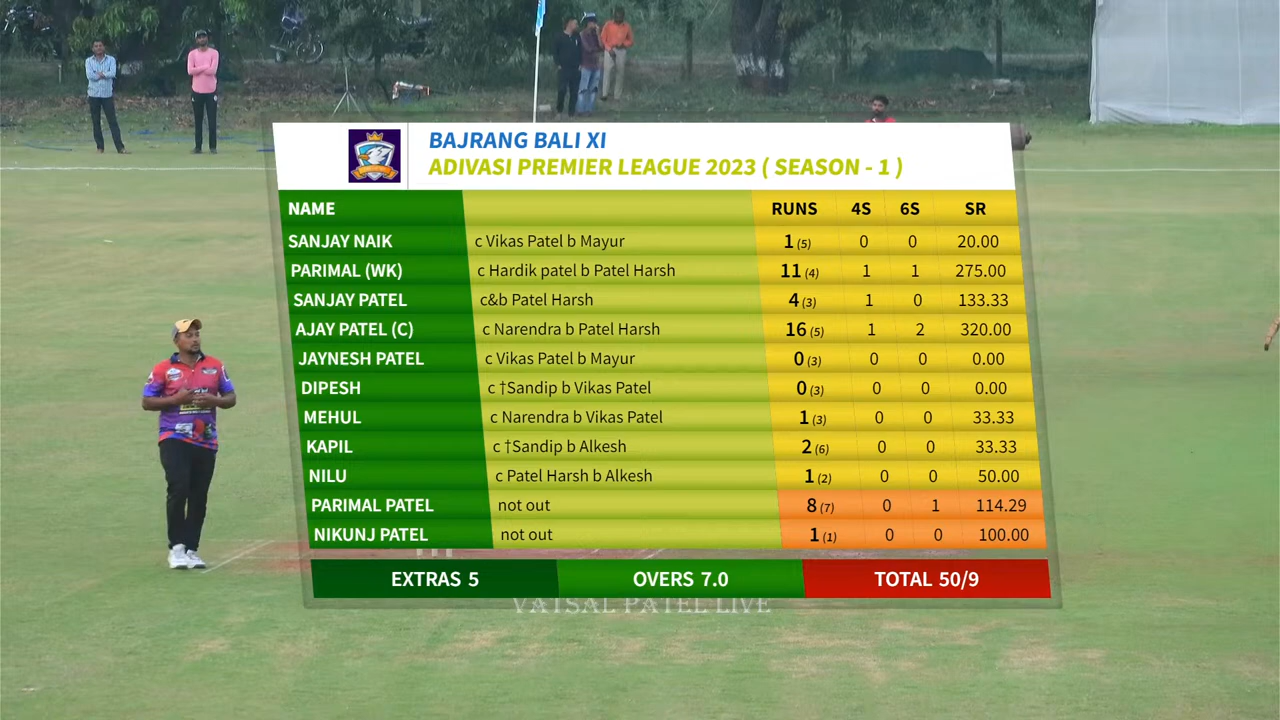 BAJRANG BALI XI
ADIVASI PREMIER LEAGUE 2023 ( SEASON - 1 )
NAME RUNS 4S 6S SR
SANJAY NAIK c Vikas Patel b Mayur 1 (5) 0 0 20.00
PARIMAL (WK) c Hardik patel b Patel Harsh 11 (4) 1 1 275.00
SANJAY PATEL c&b Patel Harsh 4 (3) 1 0 133.33
AJAY PATEL (C) c Narendra b Patel Harsh 16 (5) 1 2 320.00
JAYNESH PATEL c Vikas Patel b Mayur 0 (3) 0 0 0.00
DIPESH c †Sandip b Vikas Patel 0 (3) 0 0 0.00
MEHUL c Narendra b Vikas Patel 1 (3) 0 0 33.33
KAPIL c †Sandip b Alkesh 2 (6) 0 0 33.33
NILU c Patel Harsh b Alkesh 1 (2) 0 0 50.00
PARIMAL PATEL not out 8 (7) 0 1 114.29
NIKUNJ PATEL not out 1 (1) 0 0 100.00
EXTRAS 5 OVERS 7.0 TOTAL 50/9
VATSAL PATEL LIVE